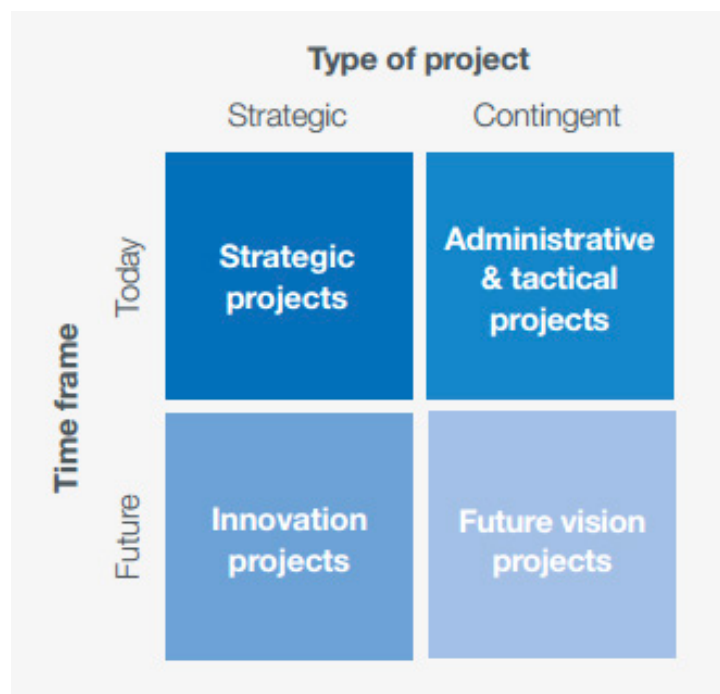 Type of project
Strategic
Contingent
Time frame
Today
Strategic
projects
Administrative
& tactical
projects
Future
Innovation
projects
Future vision
projects